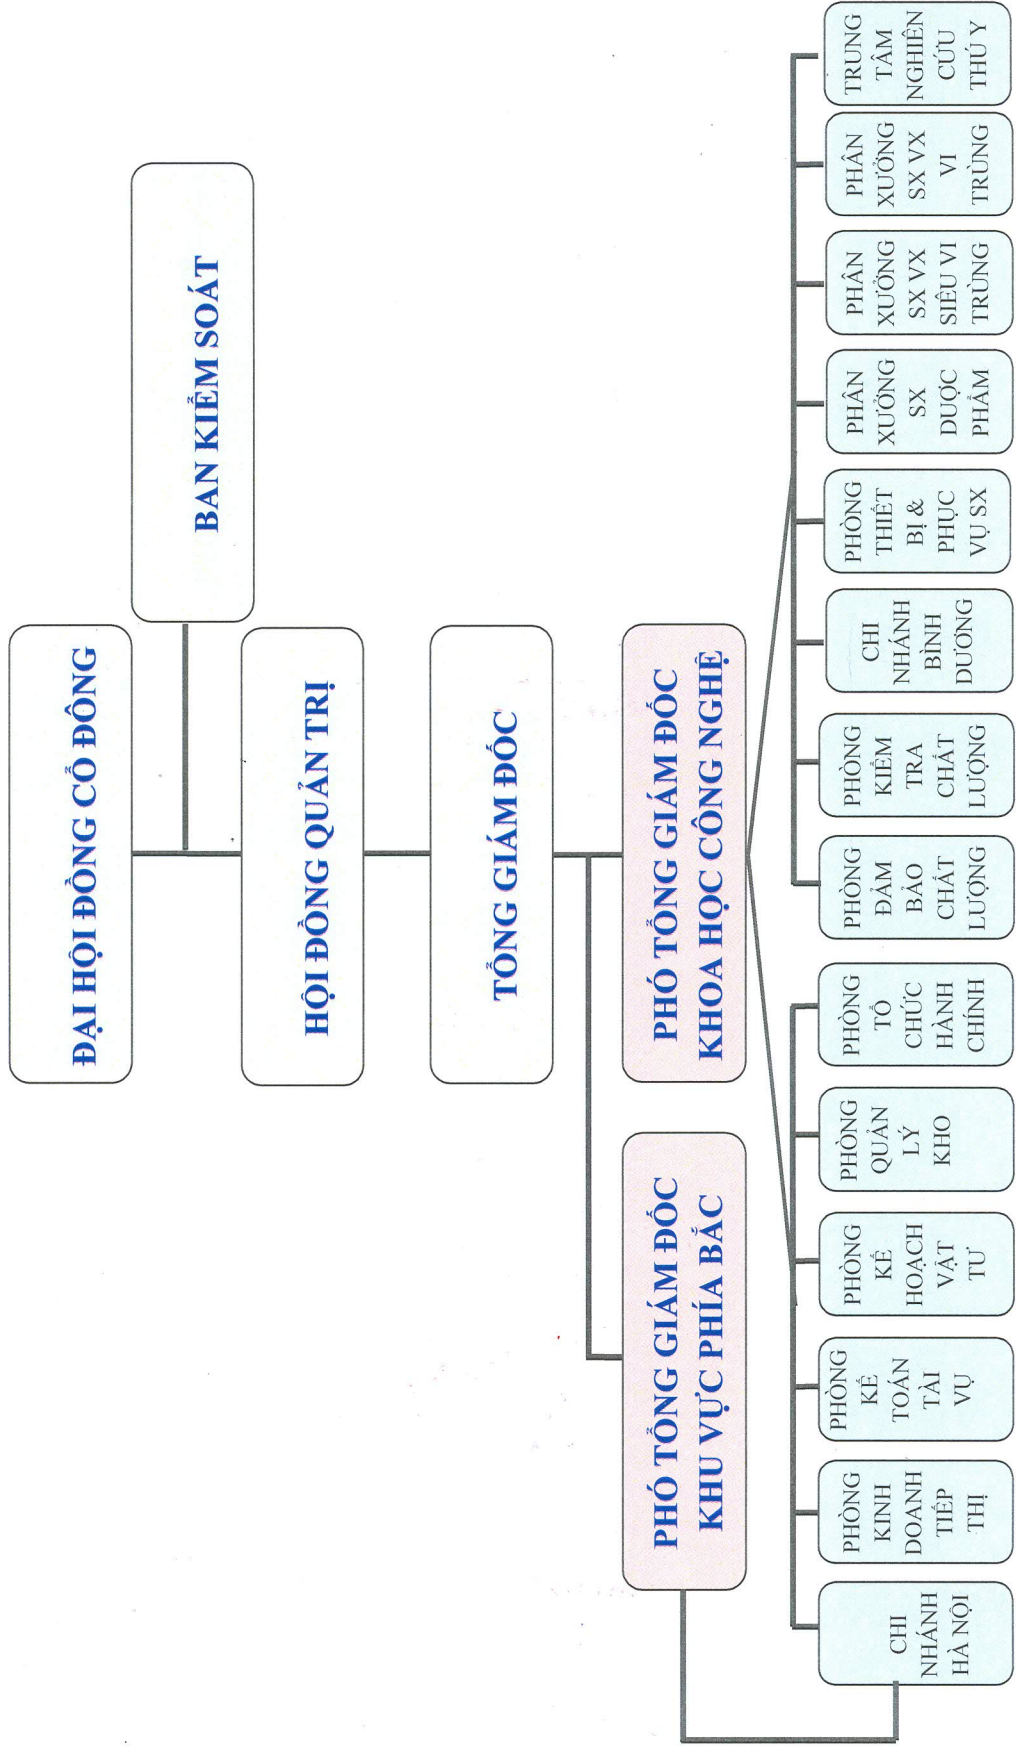 ĐẠI HỘI ĐỒNG CỔ ĐÔNG
BAN KIỂM SOÁT
HỘI ĐỒNG QUẢN TRỊ
TỔNG GIÁM ĐỐC
PHÓ TỔNG GIÁM ĐỐC
KHU VỰC PHÍA BẮC
PHÓ TỔNG GIÁM ĐỐC
KHOA HỌC CÔNG NGHỆ
CHI
NHÁNH
HÀ NỘI
PHÒNG
KINH
DOANH
TIẾP
THỊ
PHÒNG
KẾ
TOÁN
TÀI
VỤ
PHÒNG
KẾ
HOẠCH
VẬT
TƯ
PHÒNG
QUẢN
LÝ
KHO
PHÒNG
TỔ
CHỨC
HÀNH
CHÍNH
PHÒNG
ĐẢM
BẢO
CHẤT
LƯỢNG
PHÒNG
KIỂM
TRA
CHẤT
LƯỢNG
CHI
NHÁNH
BÌNH
DƯƠNG
PHÒNG
THIẾT
BỊ &
PHỤC
VỤ SX
PHÂN
XƯỞNG
SX
DƯỢC
PHẨM
PHÂN
XƯỞNG
SX VX
SIÊU VI
TRÙNG
PHÂN
XƯỞNG
SX VX
VI
TRÙNG
TRUNG
TÂM
NGHIÊN
CỨU
THÚ Y